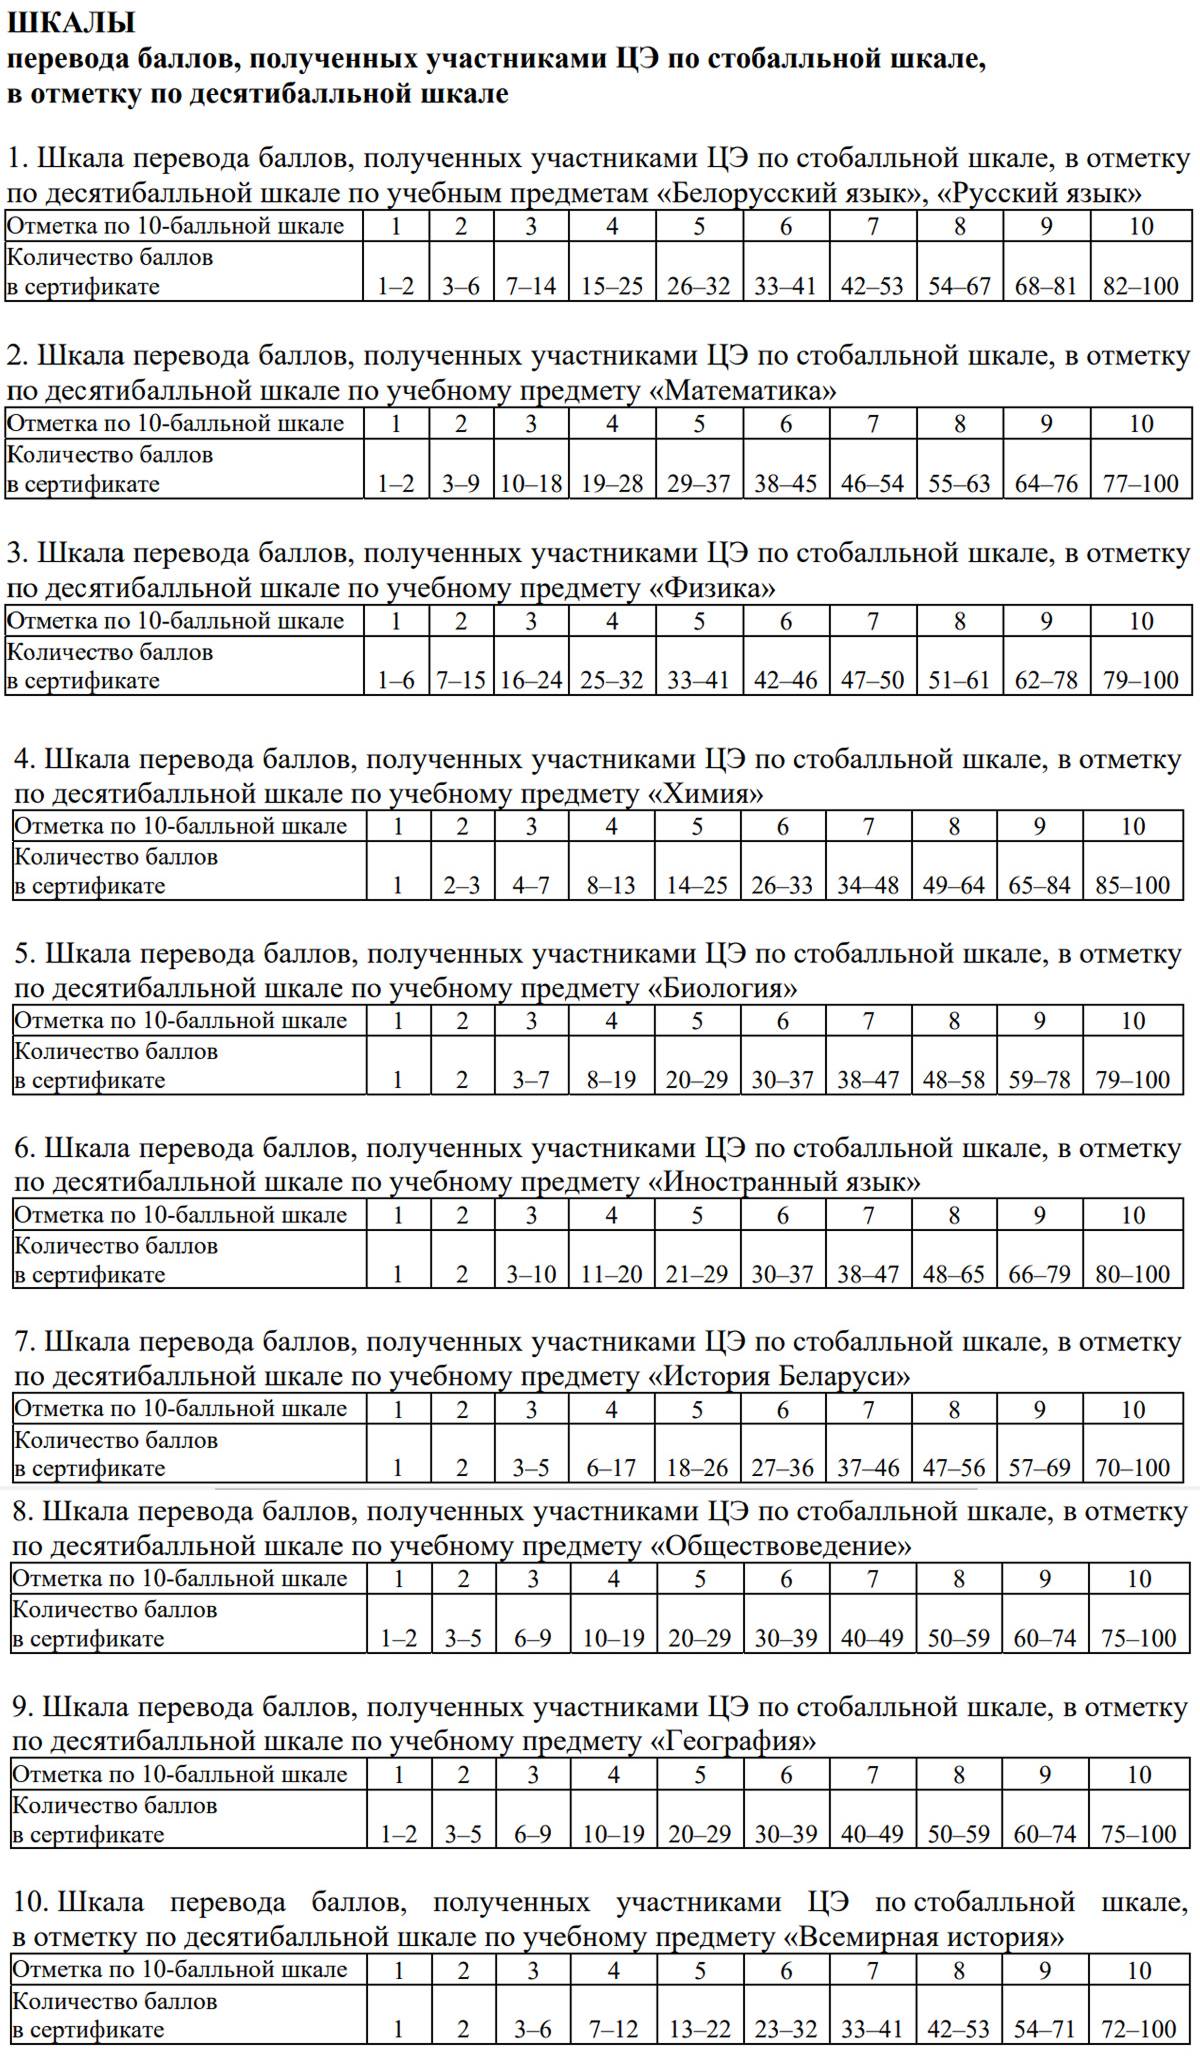 ШКАЛЫ
перевода баллов, полученных участниками ЦЭ по стобалльной шкале,
в отметку по десятибалльной шкале
1. Шкала перевода баллов, полученных участниками ЦЭ по стобалльной шкале, в отметку
по десятибалльной шкале по учебным предметам «Белорусский язык», «Русский язык»
Отметка по 10-балльной шкале 1 2 3 4 5 6 7 8 9 10
Количество баллов
в сертификате 1–2 3–6 7–14 15–25 26–32 33–41 42–53 54–67 68–81 82–100
2. Шкала перевода баллов, полученных участниками ЦЭ по стобалльной шкале, в отметку
по десятибалльной шкале по учебному предмету «Математика»
Отметка по 10-балльной шкале 1 2 3 4 5 6 7 8 9 10
Количество баллов
в сертификате 1–2 3–9 10–18 19–28 29–37 38–45 46–54 55–63 64–76 77–100
3. Шкала перевода баллов, полученных участниками ЦЭ по стобалльной шкале, в отметку
по десятибалльной шкале по учебному предмету «Физика»
Отметка по 10-балльной шкале 1 2 3 4 5 6 7 8 9 10
Количество баллов
в сертификате 1–6 7–15 16–24 25–32 33–41 42–46 47–50 51–61 62–78 79–100
4. Шкала перевода баллов, полученных участниками ЦЭ по стобалльной шкале, в отметку
по десятибалльной шкале по учебному предмету «Химия»
Отметка по 10-балльной шкале 1 2 3 4 5 6 7 8 9 10
Количество баллов
в сертификате 1 2–3 4–7 8–13 14–25 26–33 34–48 49–64 65–84 85–100
5. Шкала перевода баллов, полученных участниками ЦЭ по стобалльной шкале, в отметку
по десятибалльной шкале по учебному предмету «Биология»
Отметка по 10-балльной шкале 1 2 3 4 5 6 7 8 9 10
Количество баллов
в сертификате 1 2 3–7 8–19 20–29 30–37 38–47 48–58 59–78 79–100
6. Шкала перевода баллов, полученных участниками ЦЭ по стобалльной шкале, в отметку
по десятибалльной шкале по учебному предмету «Иностранный язык»
Отметка по 10-балльной шкале 1 2 3 4 5 6 7 8 9 10
Количество баллов
в сертификате 1 2 3–10 11–20 21–29 30–37 38–47 48–65 66–79 80–100
7. Шкала перевода баллов, полученных участниками ЦЭ по стобалльной шкале, в отметку
по десятибалльной шкале по учебному предмету «История Беларуси»
Отметка по 10-балльной шкале 1 2 3 4 5 6 7 8 9 10
Количество баллов
в сертификате 1 2 3–5 6–17 18–26 27–36 37–46 47–56 57–69 70–100
8. Шкала перевода баллов, полученных участниками ЦЭ по стобалльной шкале, в отметку
по десятибалльной шкале по учебному предмету «Обществоведение»
Отметка по 10-балльной шкале 1 2 3 4 5 6 7 8 9 10
Количество баллов
в сертификате 1–2 3–5 6–9 10–19 20–29 30–39 40–49 50–59 60–74 75–100
9. Шкала перевода баллов, полученных участниками ЦЭ по стобалльной шкале, в отметку
по десятибалльной шкале по учебному предмету «География»
Отметка по 10-балльной шкале 1 2 3 4 5 6 7 8 9 10
Количество баллов
в сертификате 1–2 3–5 6–9 10–19 20–29 30–39 40–49 50–59 60–74 75–100
10. Шкала перевода баллов, полученных участниками ЦЭ по стобалльной шкале,
в отметку по десятибалльной шкале по учебному предмету «Всемирная история»
Отметка по 10-балльной шкале 1 2 3 4 5 6 7 8 9 10
Количество баллов
в сертификате 1 2 3–6 7–12 13–22 23–32 33–41 42–53 54–71 72–100